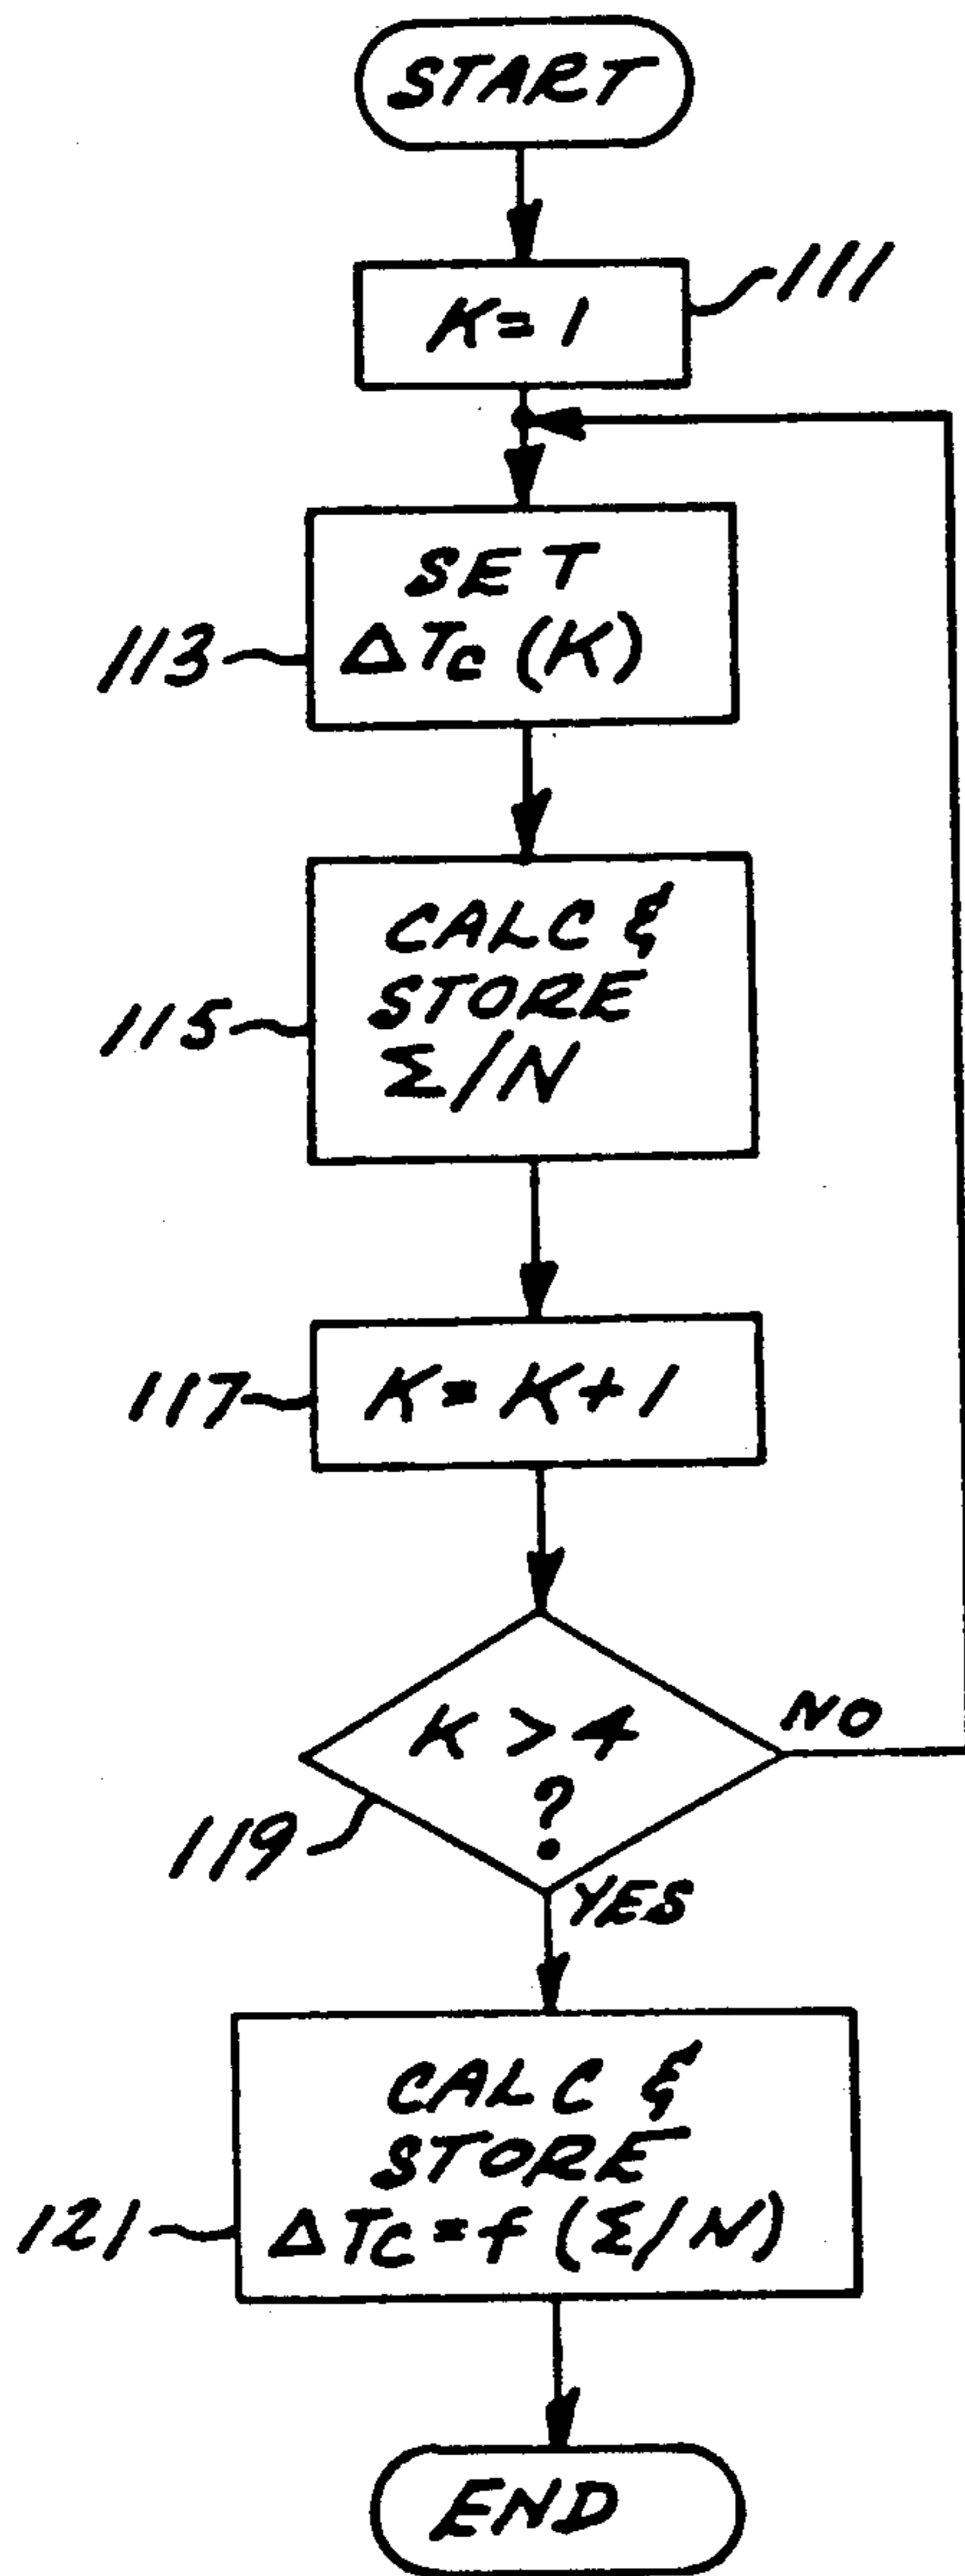 START
K=1
111
SET
ΔTc (K)
113
CALC &
STORE
Σ/N
115
K=K+1
117
K>4
?
NO
119
YES
CALC &
STORE
ΔTc=f (Σ/N)
121
END